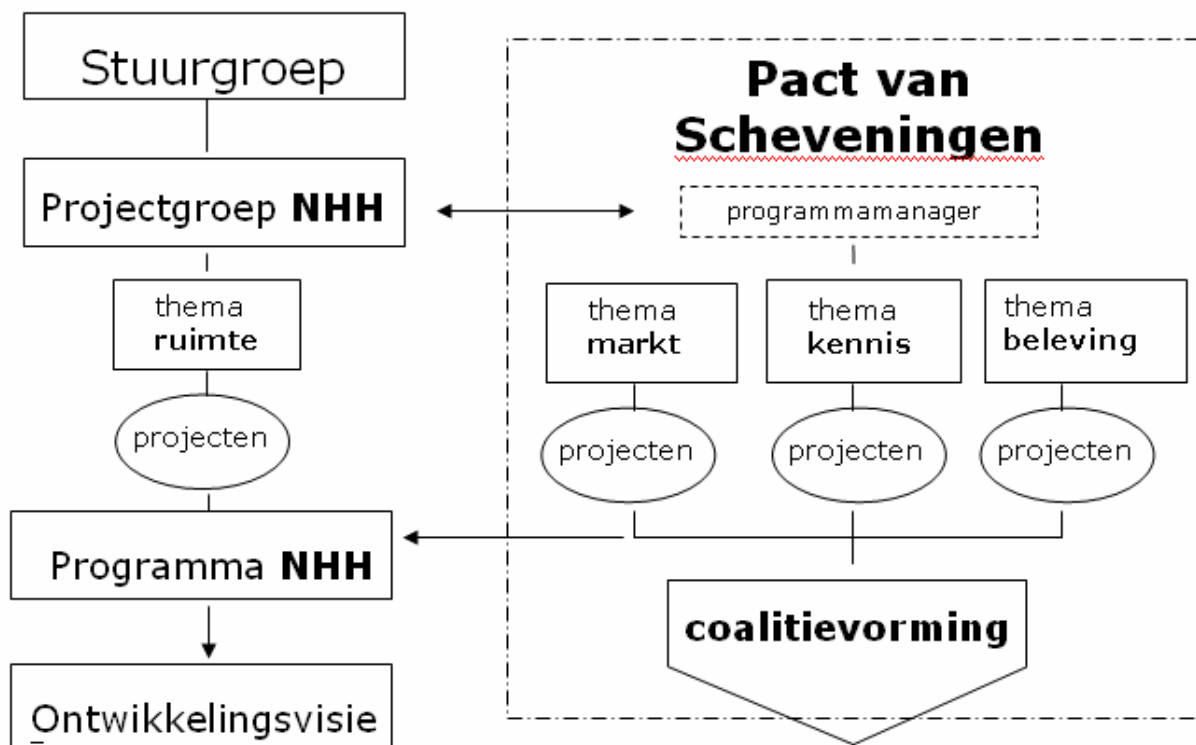 Stuurgroep
Projectgroep NHH
thema
ruimte
projecten
Programma NHH
Ontwikkelingsvisie
Pact van
Scheveningen
programmamanager
thema
markt
thema
kennis
thema
beleving
projecten
projecten
projecten
coalitievorming